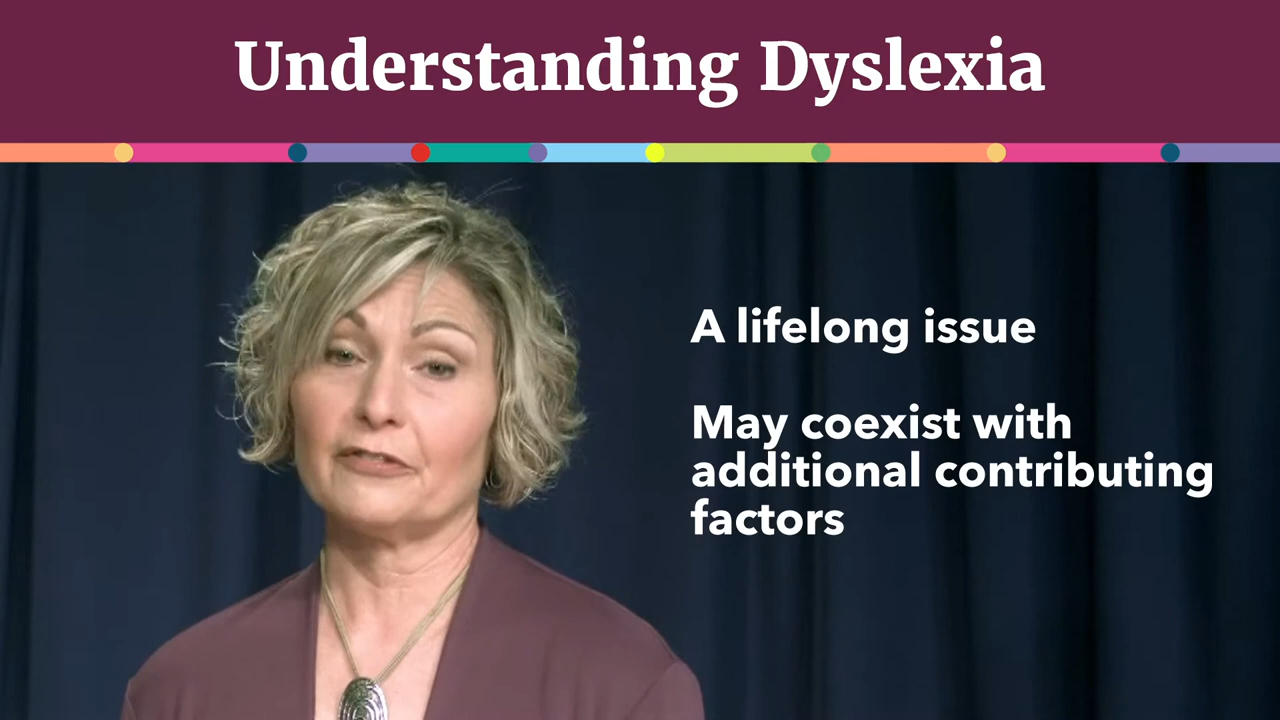 Understanding Dyslexia
A lifelong issue
May coexist with
additional contributing
factors